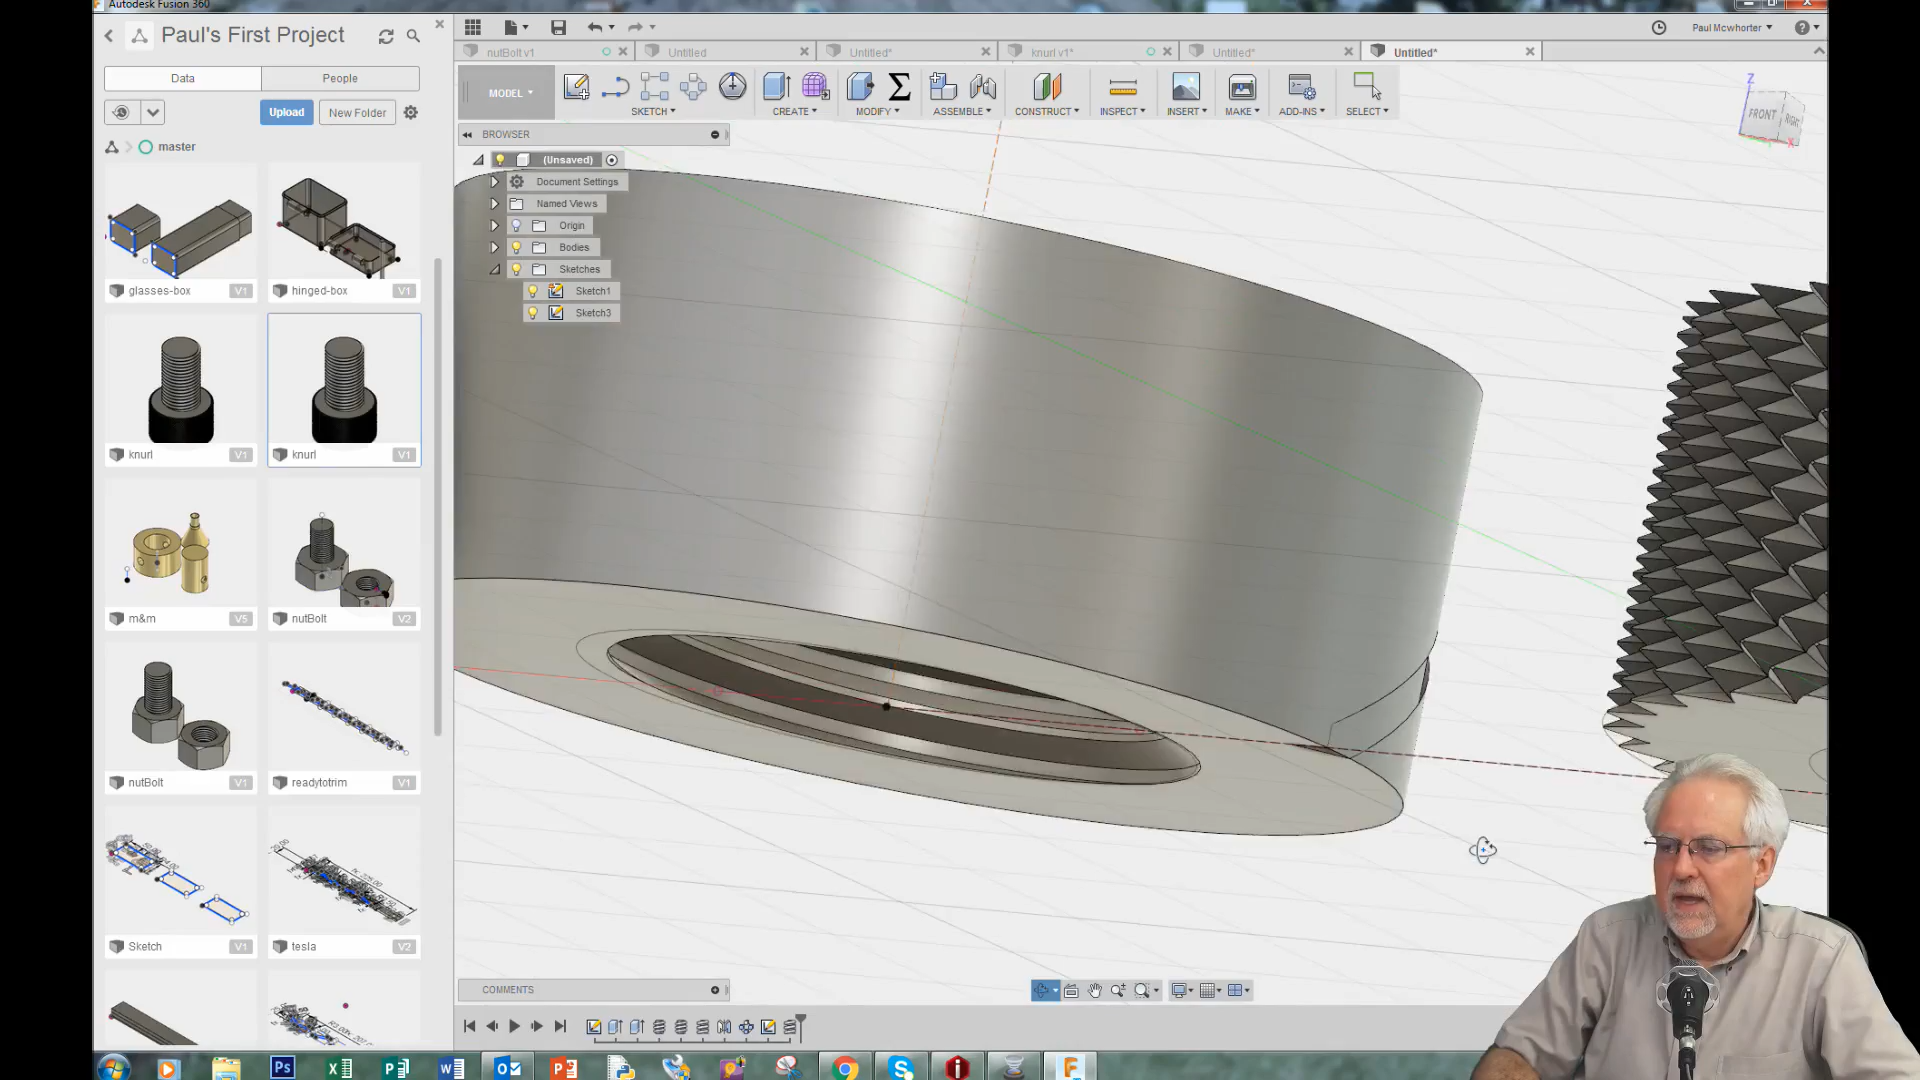 Autodesk Fusion 360
Paul's First Project
Data
People
Upload
New Folder
master
glasses-box
V1
hinged-box
V1
knurl
V1
knurl
V1
m&m
V5
nutBolt
V2
nutBolt
V1
readytotrim
V1
Sketch
V1
tesla
V2
Paul Mcwhorter
nutBolt v1
Untitled
Untitled*
knurl v1*
Untitled*
Untitled*
MODEL
SKETCH
CREATE
MODIFY
ASSEMBLE
CONSTRUCT
INSPECT
INSERT
MAKE
ADD-INS
SELECT
BROWSER
(Unsaved)
Document Settings
Named Views
Origin
Bodies
Sketches
Sketch1
Sketch3
Z
FRONT
RIGHT
X
COMMENTS